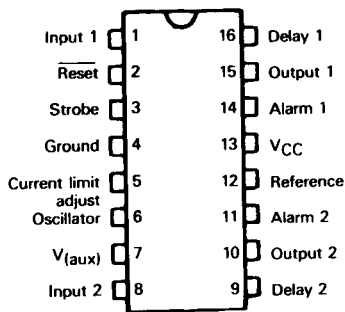 Input 1 1 16 Delay 1
Reset 2 15 Output 1
Strobe 3 14 Alarm 1
Ground 4 13 VCC
Current limit adjust 5 12 Reference
Oscillator 6 11 Alarm 2
V(aux) 7 10 Output 2
Input 2 8 9 Delay 2